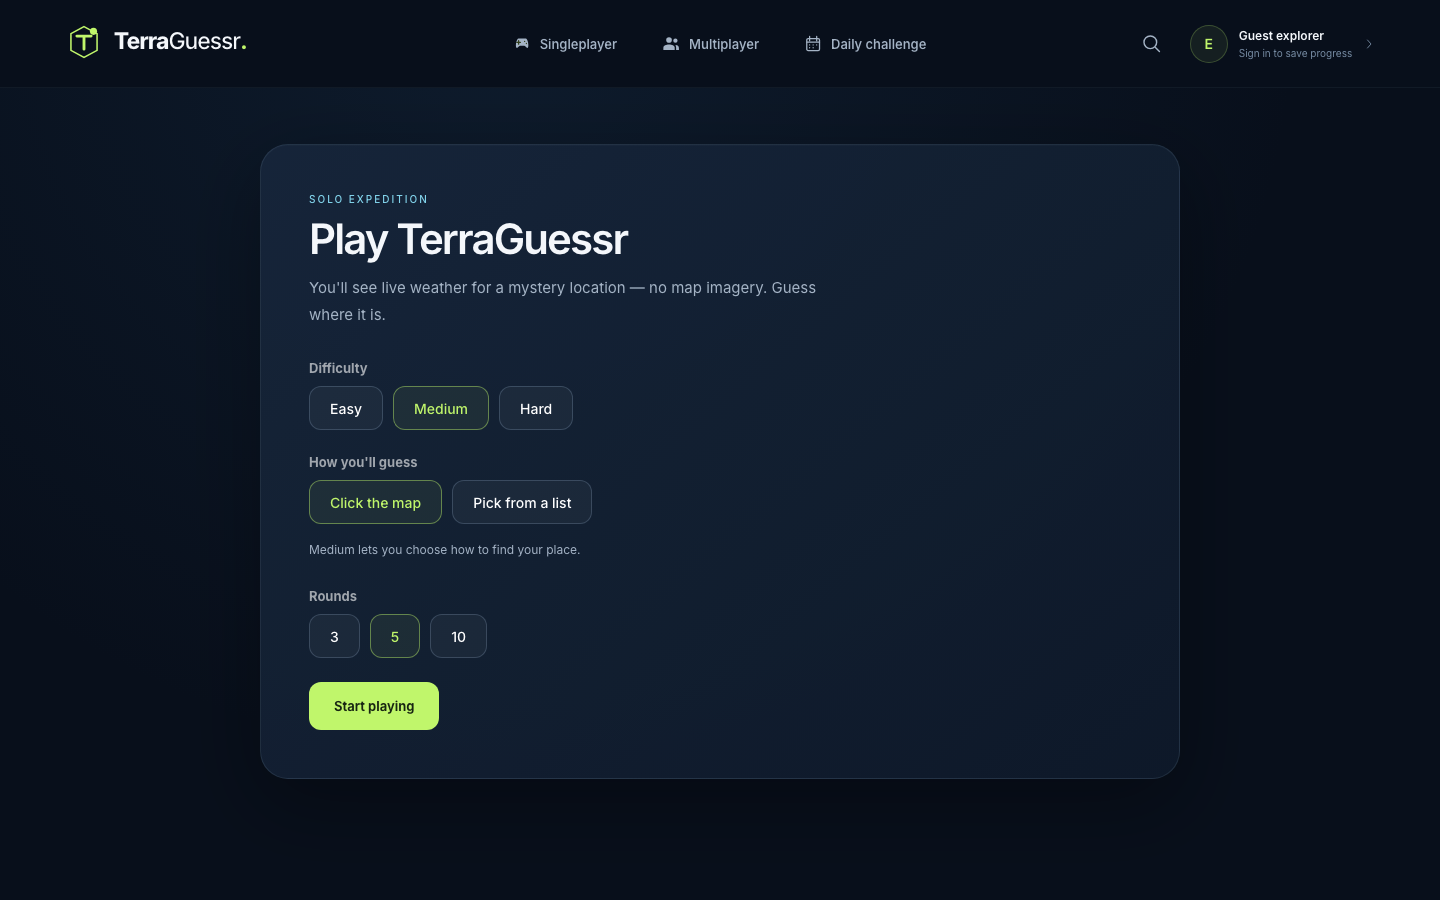 TerraGuessr.
Singleplayer
Multiplayer
Daily challenge
E
Guest explorer
Sign in to save progress
SOLO EXPEDITION
Play TerraGuessr
You'll see live weather for a mystery location — no map imagery. Guess
where it is.
Difficulty
Easy
Medium
Hard
How you'll guess
Click the map
Pick from a list
Medium lets you choose how to find your place.
Rounds
3
5
10
Start playing